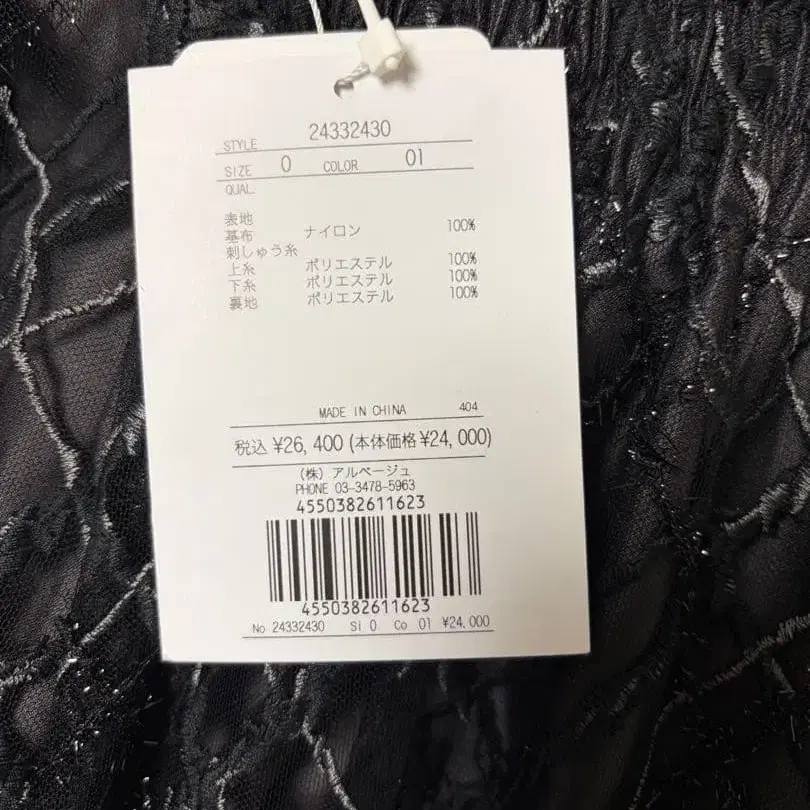 STYLE 24332430
SIZE 0 COLOR 01
QUAL.
表地
基布 ナイロン 100%
刺しゅう糸
上糸 ポリエステル 100%
下糸 ポリエステル 100%
裏地 ポリエステル 100%
MADE IN CHINA 404
税込 ¥26,400 (本体価格¥24,000)
(株) アルページュ
PHONE 03-3478-5963
4550382611623
4550382611623
No 24332430 Si 0 Co 01 ¥24,000